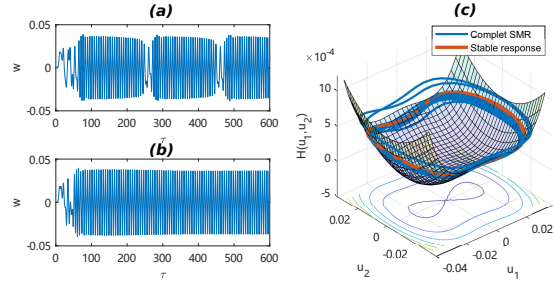 (a)
0.05
0
-0.05
w
0 100 200 300 400 500 600
τ
(b)
0.05
0
-0.05
w
0 100 200 300 400 500 600
τ
(c)
Complet SMR
Stable response
×10⁻⁴
10
5
0
-5
H(u₁,u₂)
0.02
0
-0.02
u₂
-0.04
-0.02
0
0.02
u₁